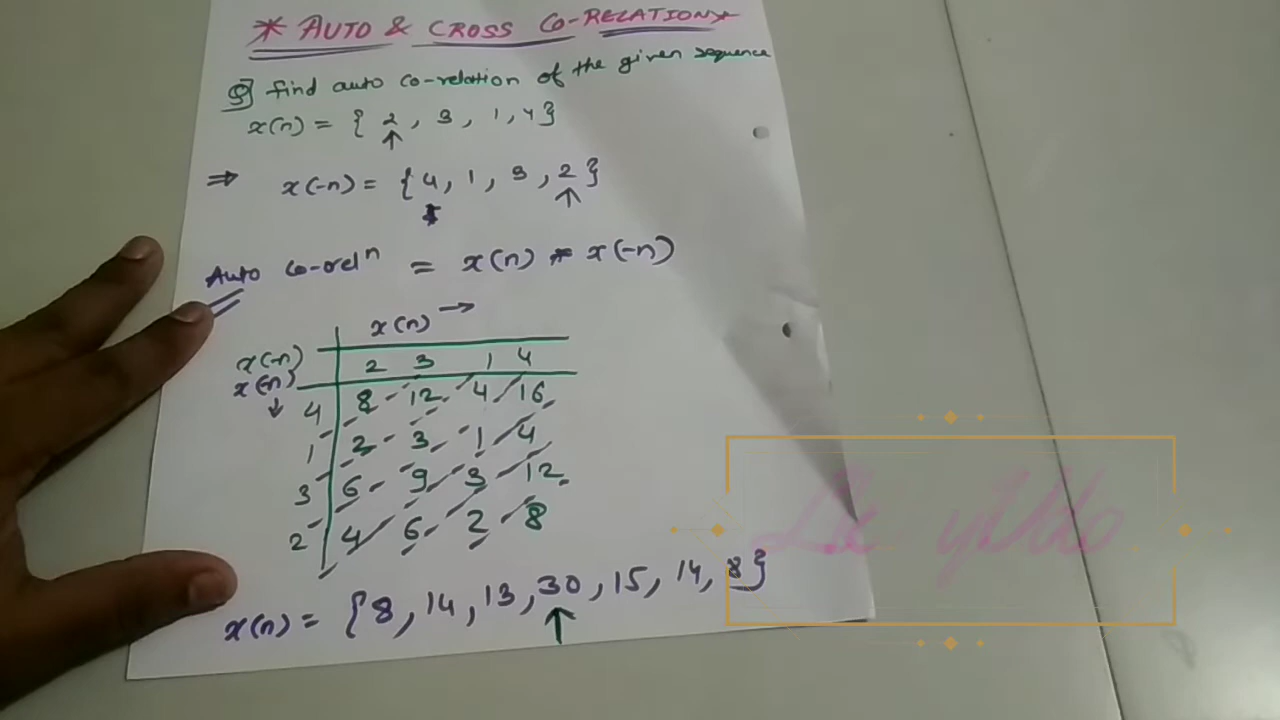 * AUTO & CROSS CO-RELATION *
Q] find auto co-relation of the given sequence
x(n) = { 2, 3, 1, 4 }
↑
⇒ x(-n) = { 4, 1, 3, 2 }
↑
Auto co-relⁿ = x(n) * x(-n)
x(n) →
x(-n) 2 3 1 4
x(n)
↓ 4 8 12 4 16
1 2 3 1 4
3 6 9 3 12
2 4 6 2 8
x(n) = { 8, 14, 13, 30, 15, 14, 8 }
↑